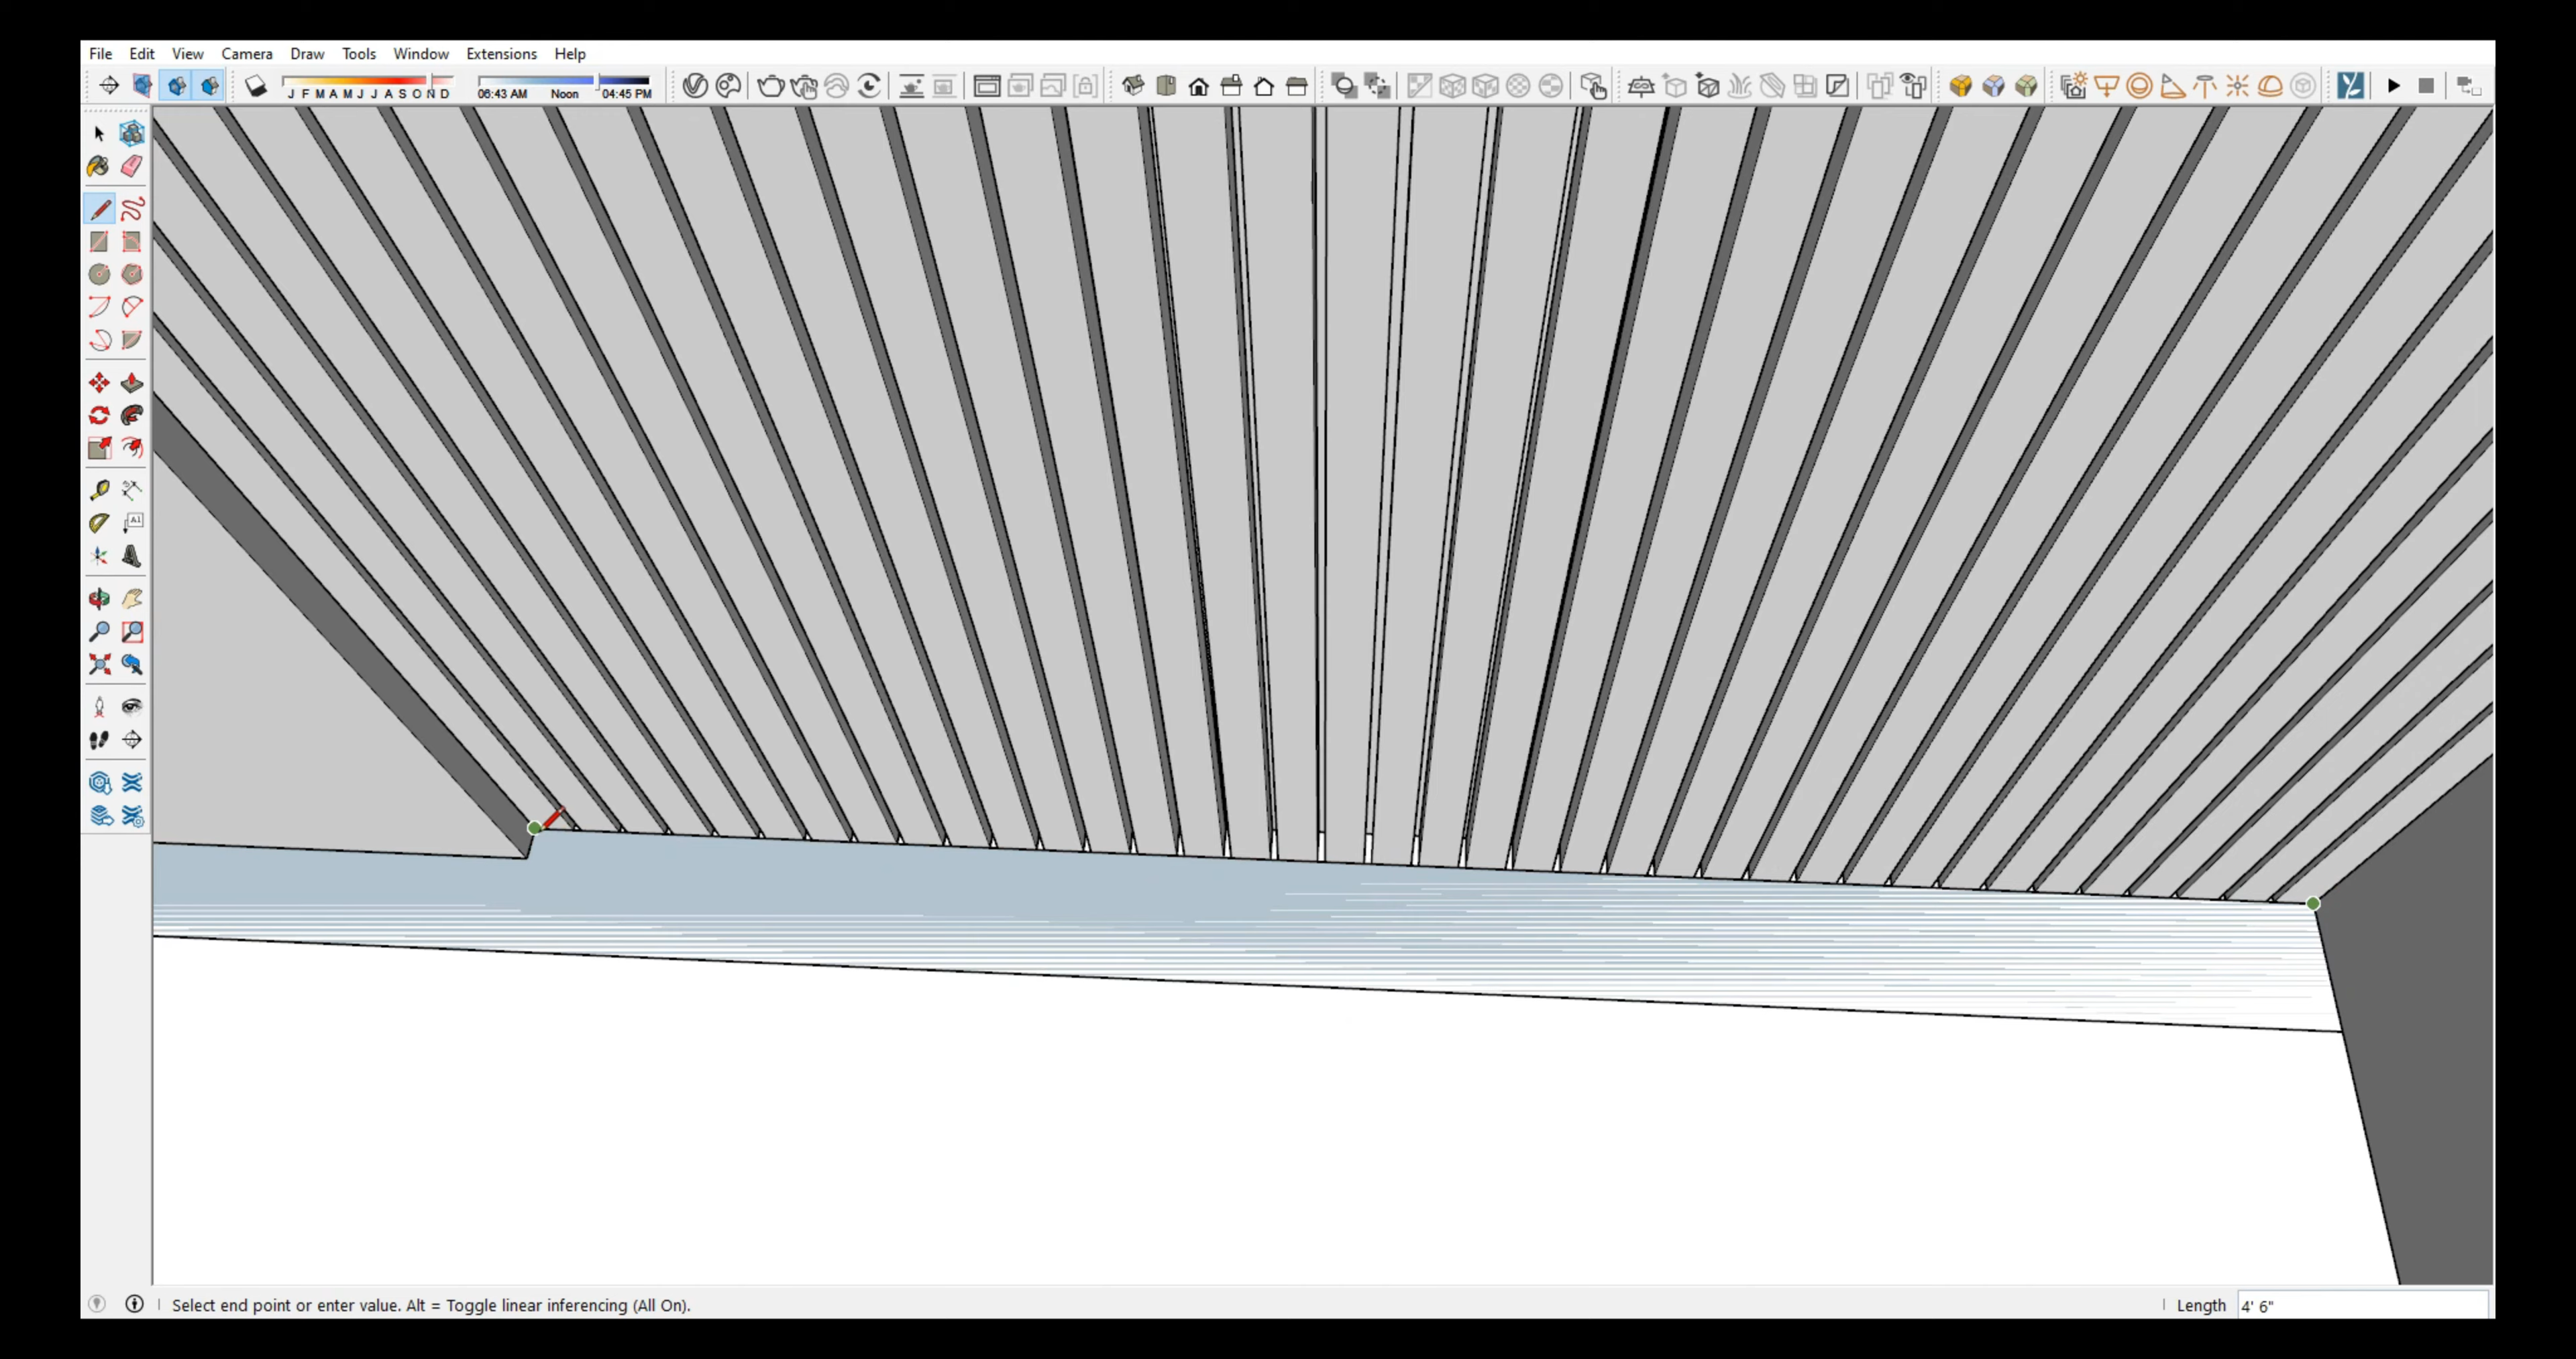 File Edit View Camera Draw Tools Window Extensions Help
J F M A M J J A S O N D 06:43 AM Noon 04:45 PM
A1
Select end point or enter value. Alt = Toggle linear inferencing (All On). Length 4' 6"